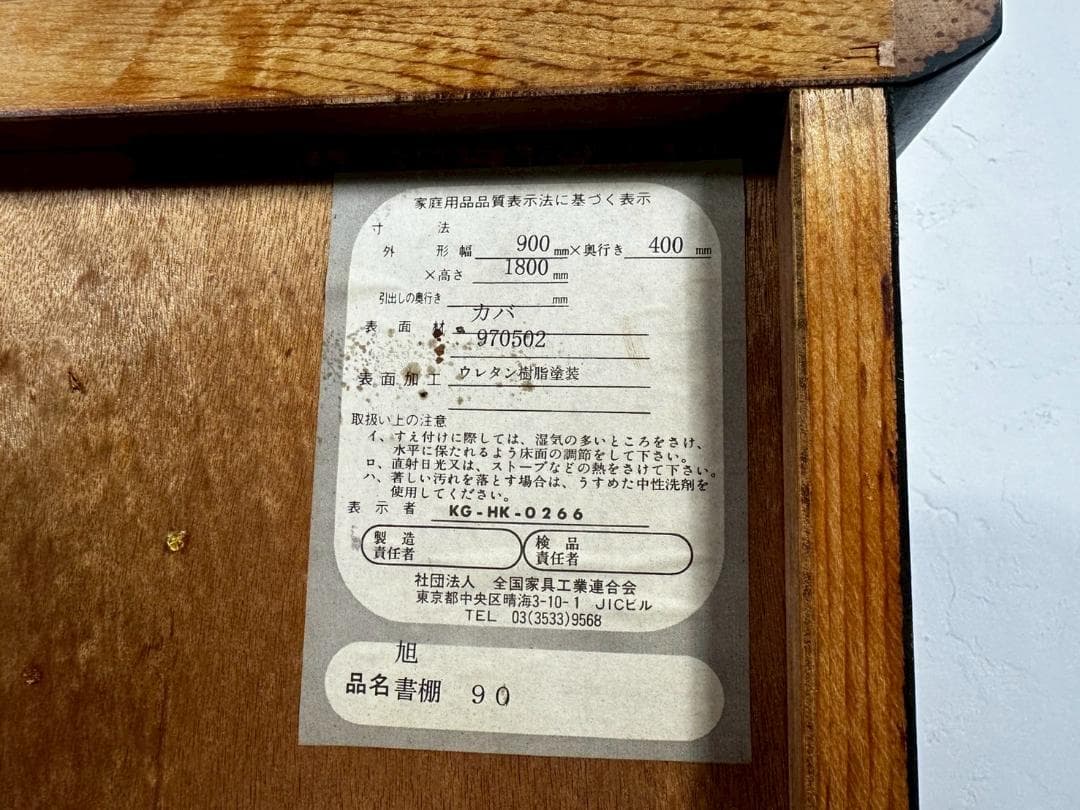 家庭用品品質表示法に基づく表示
寸法
外形幅 900 mm×奥行き 400 mm
×高さ 1800 mm
引出しの奥行き mm
表面材 カバ
970502
表面加工 ウレタン樹脂塗装
取扱い上の注意
イ、すえ付けに際しては、湿気の多いところをさけ、
水平に保たれるよう床面の調節をして下さい。
ロ、直射日光又は、ストーブなどの熱をさけて下さい。
ハ、著しい汚れを落とす場合は、うすめた中性洗剤を
使用してください。
表示者 KG-HK-0266
製造 検品
責任者 責任者
社団法人 全国家具工業連合会
東京都中央区晴海3-10-1 JICビル
TEL 03(3533)9568
旭
品名 書棚 90